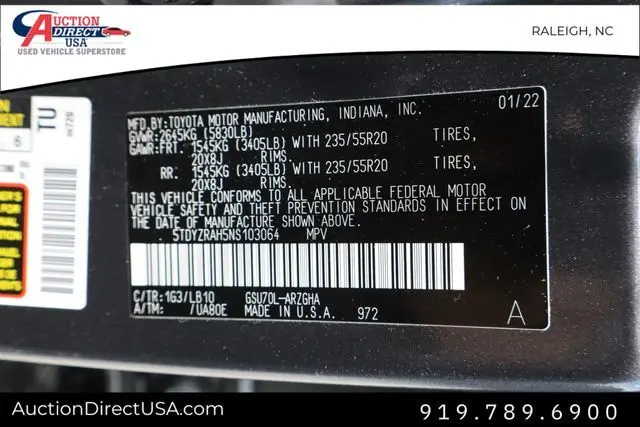 AUCTION
DIRECT
USA
USED VEHICLE SUPERSTORE
RALEIGH, NC
TU
6
MFD.BY:TOYOTA MOTOR MANUFACTURING, INDIANA, INC. 01/22
GVWR:2645KG (5830LB)
GAWR:FRT. 1545KG (3405LB) WITH 235/55R20 TIRES,
20X8J RIMS.
RR. 1545KG (3405LB) WITH 235/55R20 TIRES,
20X8J RIMS.
THIS VEHICLE CONFORMS TO ALL APPLICABLE FEDERAL MOTOR
VEHICLE SAFETY AND THEFT PREVENTION STANDARDS IN EFFECT ON
THE DATE OF MANUFACTURE SHOWN ABOVE.
5TDYZRAH5NS103064 MPV
C/TR:1G3/LB10 GSU70L-ARZGHA
A/TM: /UA80E MADE IN U.S.A. 972 A
AuctionDirectUSA.com 919.789.6900